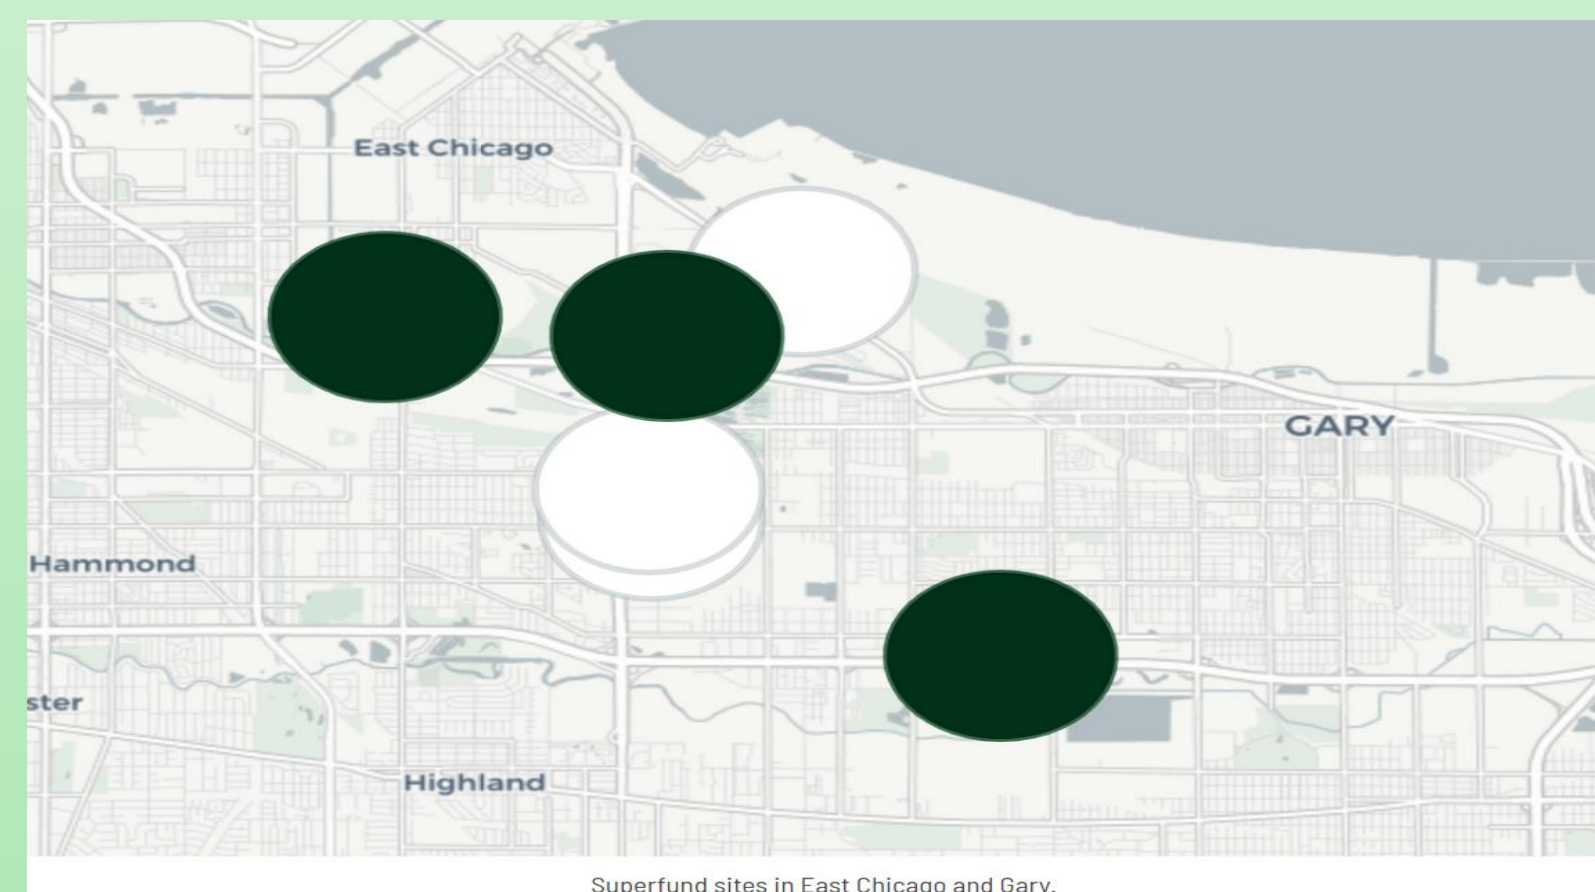 East Chicago
GARY
Hammond
ster
Highland
Superfund sites in East Chicago and Gary.